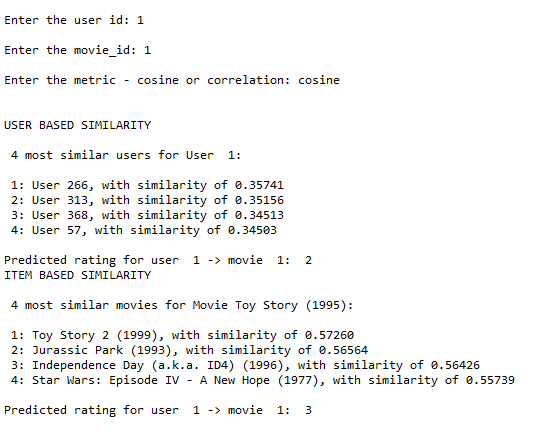 Enter the user id: 1
Enter the movie_id: 1
Enter the metric - cosine or correlation: cosine
USER BASED SIMILARITY
4 most similar users for User  1:
1: User 266, with similarity of 0.35741
2: User 313, with similarity of 0.35156
3: User 368, with similarity of 0.34513
4: User 57, with similarity of 0.34503
Predicted rating for user  1 -> movie  1:  2
ITEM BASED SIMILARITY
4 most similar movies for Movie Toy Story (1995):
1: Toy Story 2 (1999), with similarity of 0.57260
2: Jurassic Park (1993), with similarity of 0.56564
3: Independence Day (a.k.a. ID4) (1996), with similarity of 0.56426
4: Star Wars: Episode IV - A New Hope (1977), with similarity of 0.55739
Predicted rating for user  1 -> movie  1:  3